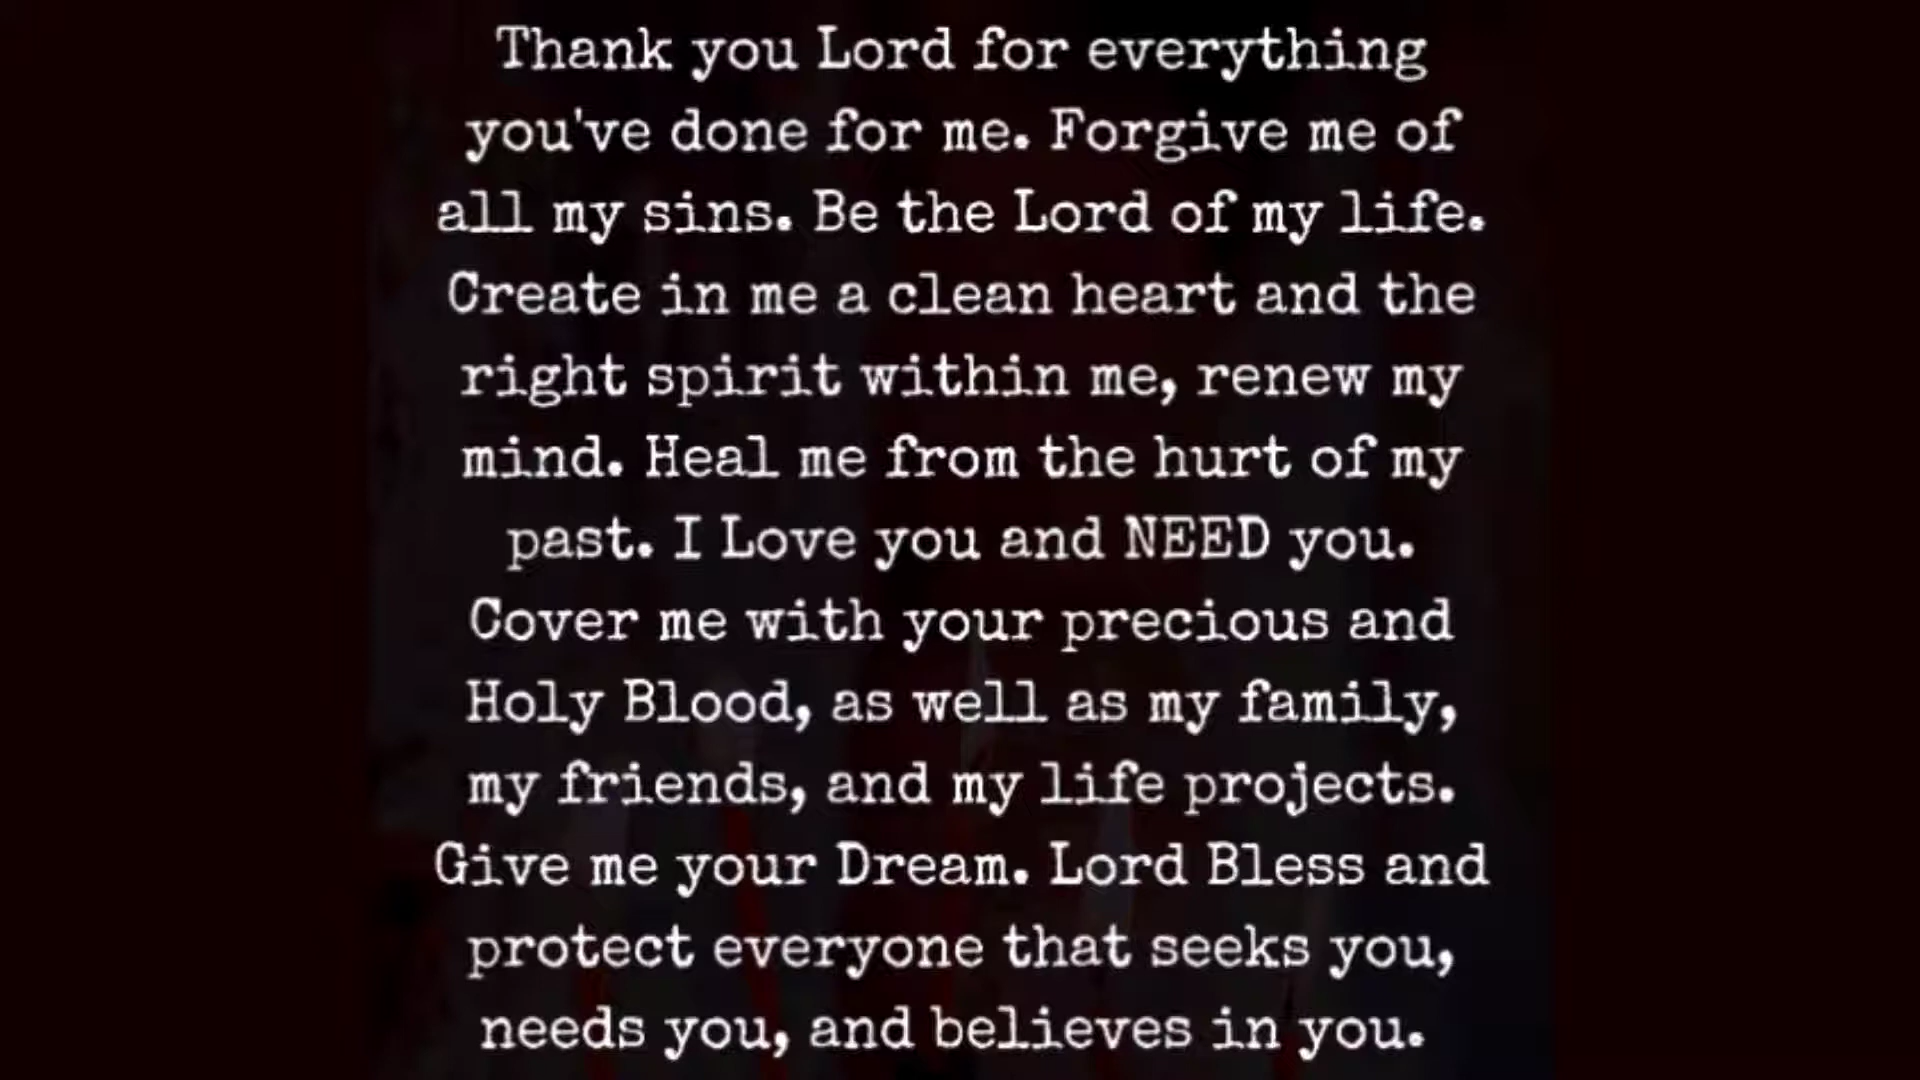 Thank you Lord for everything
you've done for me. Forgive me of
all my sins. Be the Lord of my life.
Create in me a clean heart and the
right spirit within me, renew my
mind. Heal me from the hurt of my
past. I Love you and NEED you.
Cover me with your precious and
Holy Blood, as well as my family,
my friends, and my life projects.
Give me your Dream. Lord Bless and
protect everyone that seeks you,
needs you, and believes in you.